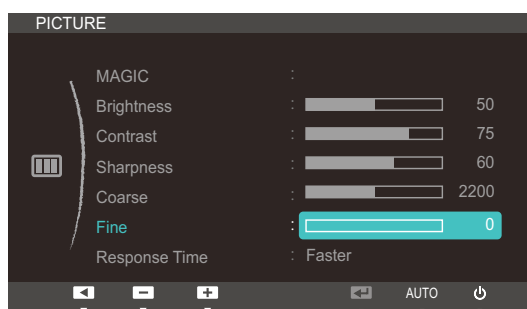 PICTURE
MAGIC :
Brightness : 50
Contrast : 75
Sharpness : 60
Coarse : 2200
Fine : 0
Response Time : Faster
AUTO